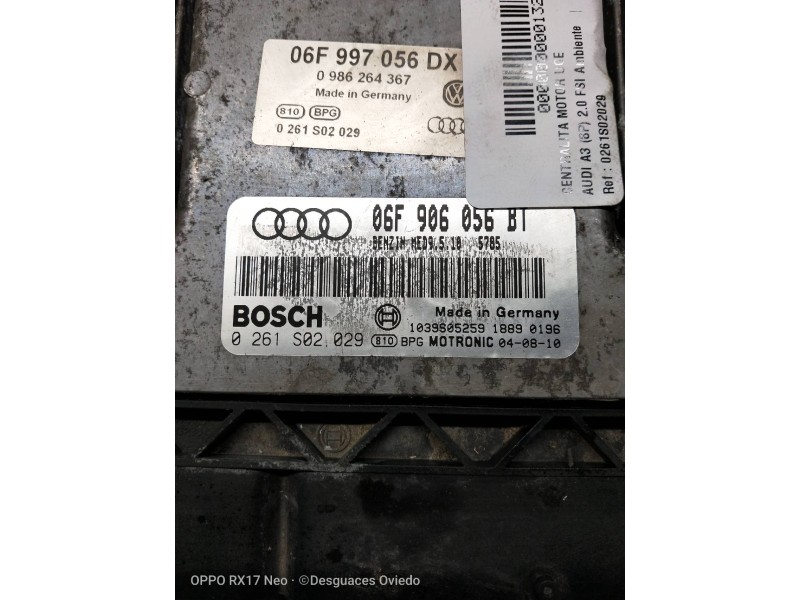 06F 997 056 DX
0 986 264 367
Made in Germany
810 BPG
0 261 S02 029
CENTRALITA MOTOR UCE
AUDI A3 (8P) 2.0 FSI Ambiente
Ref : 0261S02029
06F 906 056 BT
BENZIN MED9.5.10 5785
BOSCH
Made in Germany
1039S05259 1889 0196
0 261 S02 029 810 BPG MOTRONIC 04-08-10
OPPO RX17 Neo · ©Desguaces Oviedo